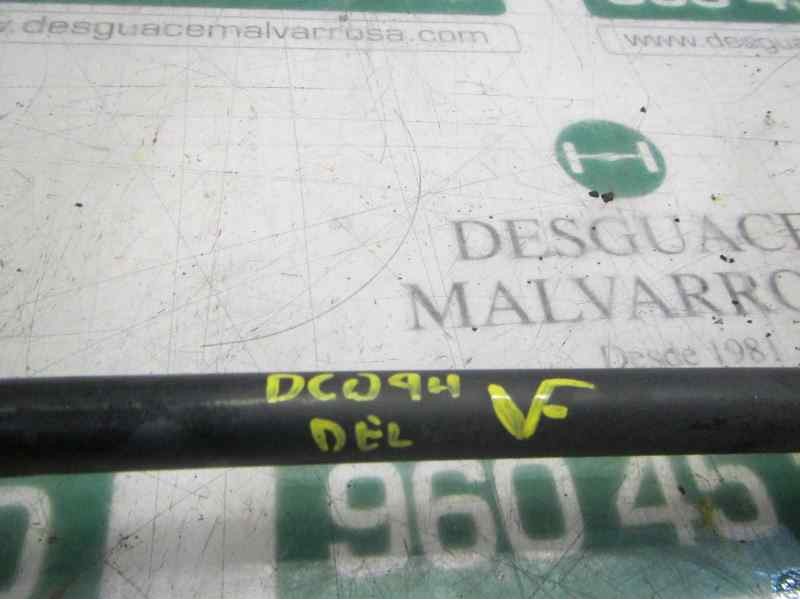 www.desguacemalvarrosa.com
www.desgua
DESGUACE
MALVARRO
Desde 1981
DC094 VF
DEL
960 45